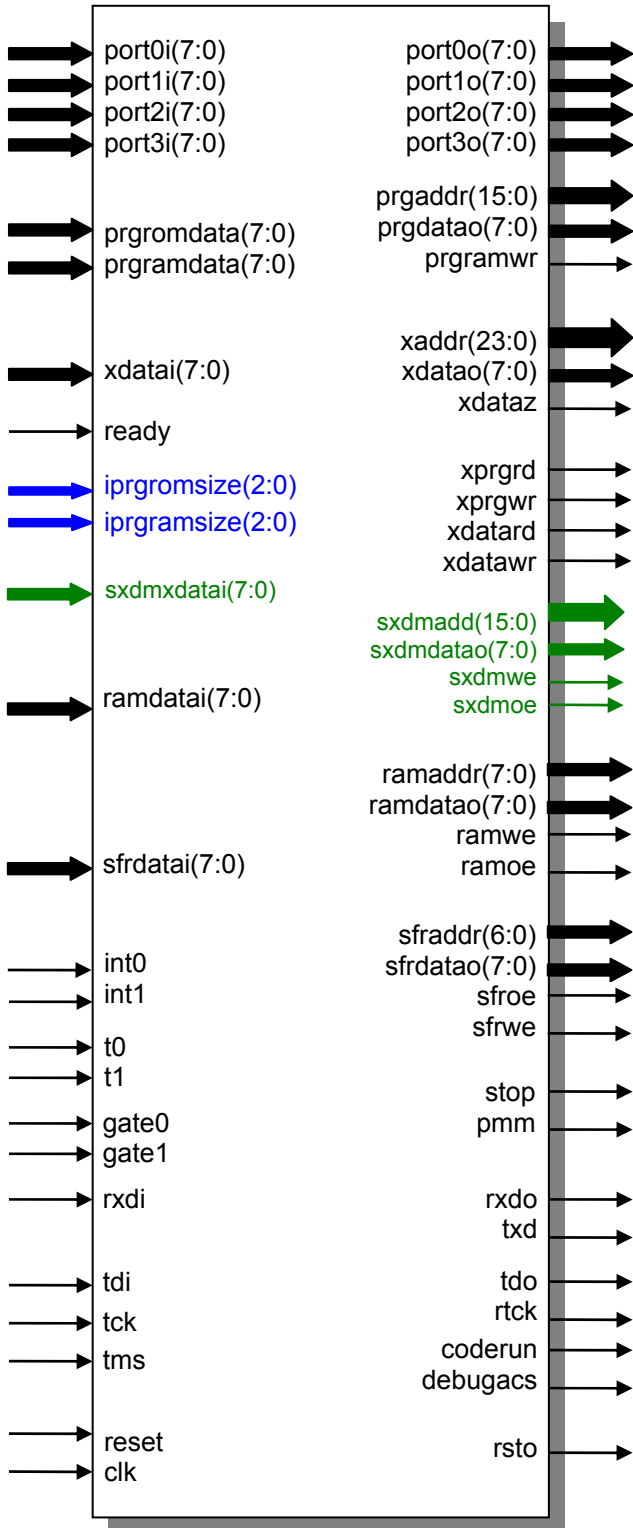 port0i(7:0)
port1i(7:0)
port2i(7:0)
port3i(7:0)
prgromdata(7:0)
prgramdata(7:0)
xdatai(7:0)
ready
iprgromsize(2:0)
iprgramsize(2:0)
sxdmxdatai(7:0)
ramdatai(7:0)
sfrdatai(7:0)
int0
int1
t0
t1
gate0
gate1
rxdi
tdi
tck
tms
reset
clk
port0o(7:0)
port1o(7:0)
port2o(7:0)
port3o(7:0)
prgaddr(15:0)
prgdatao(7:0)
prgramwr
xaddr(23:0)
xdatao(7:0)
xdataz
xprgrd
xprgwr
xdatard
xdatawr
sxdmadd(15:0)
sxdmdatao(7:0)
sxdmwe
sxdmoe
ramaddr(7:0)
ramdatao(7:0)
ramwe
ramoe
sfraddr(6:0)
sfrdatao(7:0)
sfroe
sfrwe
stop
pmm
rxdo
txd
tdo
rtck
coderun
debugacs
rsto